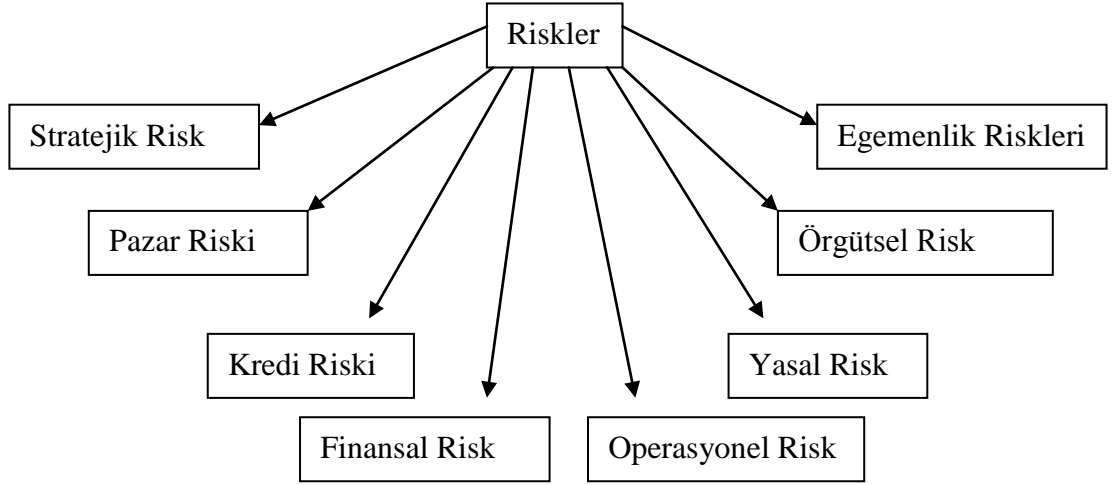 Riskler
Stratejik Risk
Egemenlik Riskleri
Pazar Riski
Örgütsel Risk
Kredi Riski
Yasal Risk
Finansal Risk
Operasyonel Risk